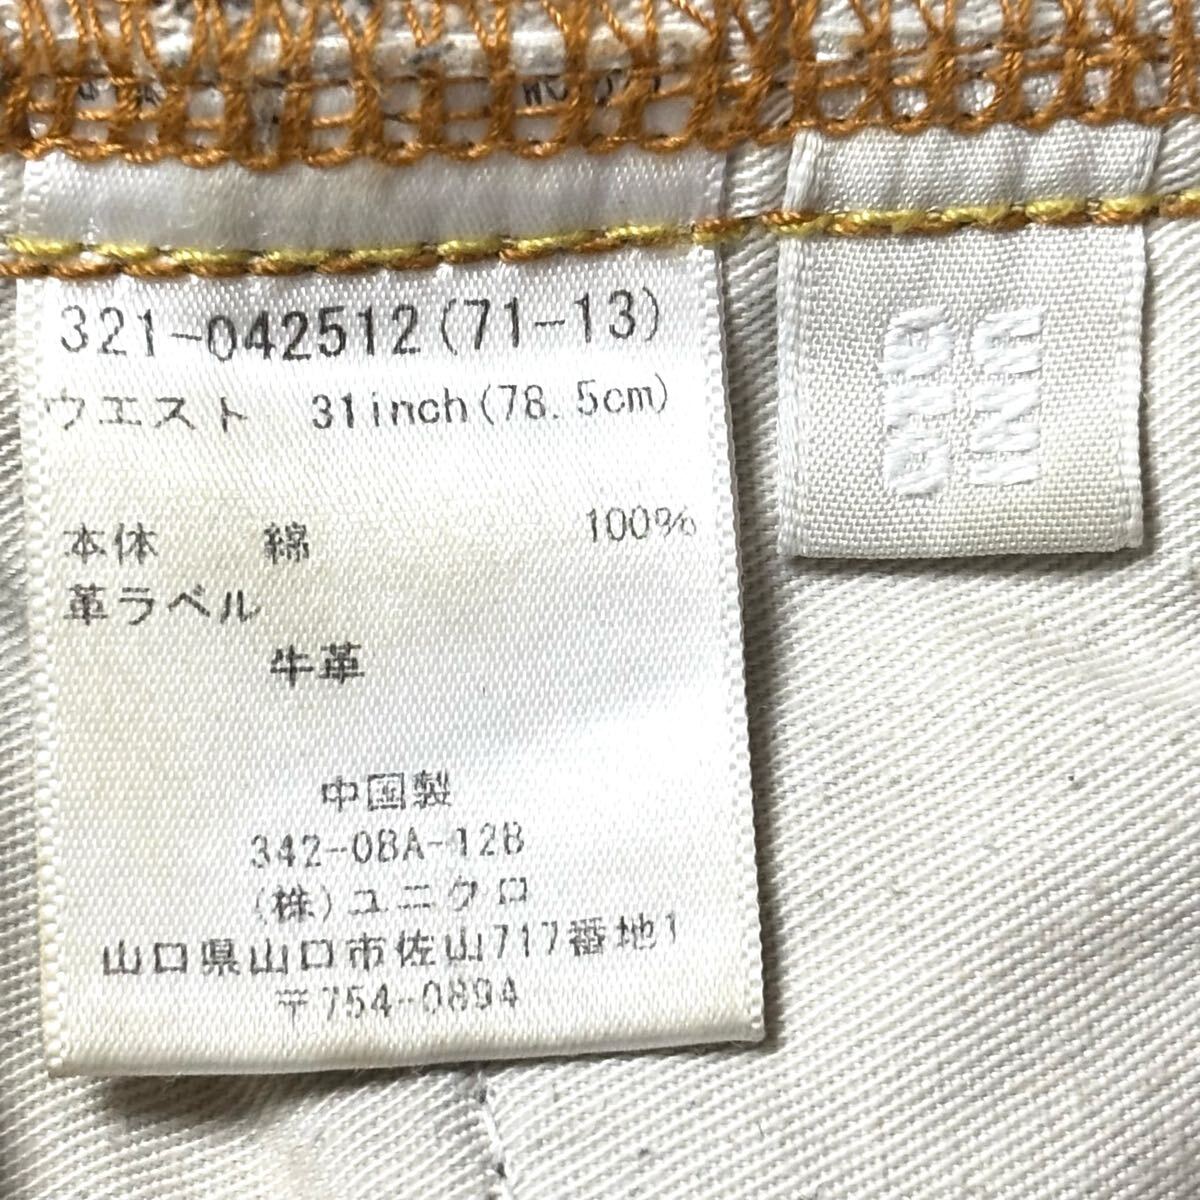 321-042512(71-13)
ウエスト 31inch(78.5cm)
本体 綿 100%
革ラベル
牛革
中国製
342-08A-12B
(株)ユニクロ
山口県山口市佐山717番地1
〒754-0894